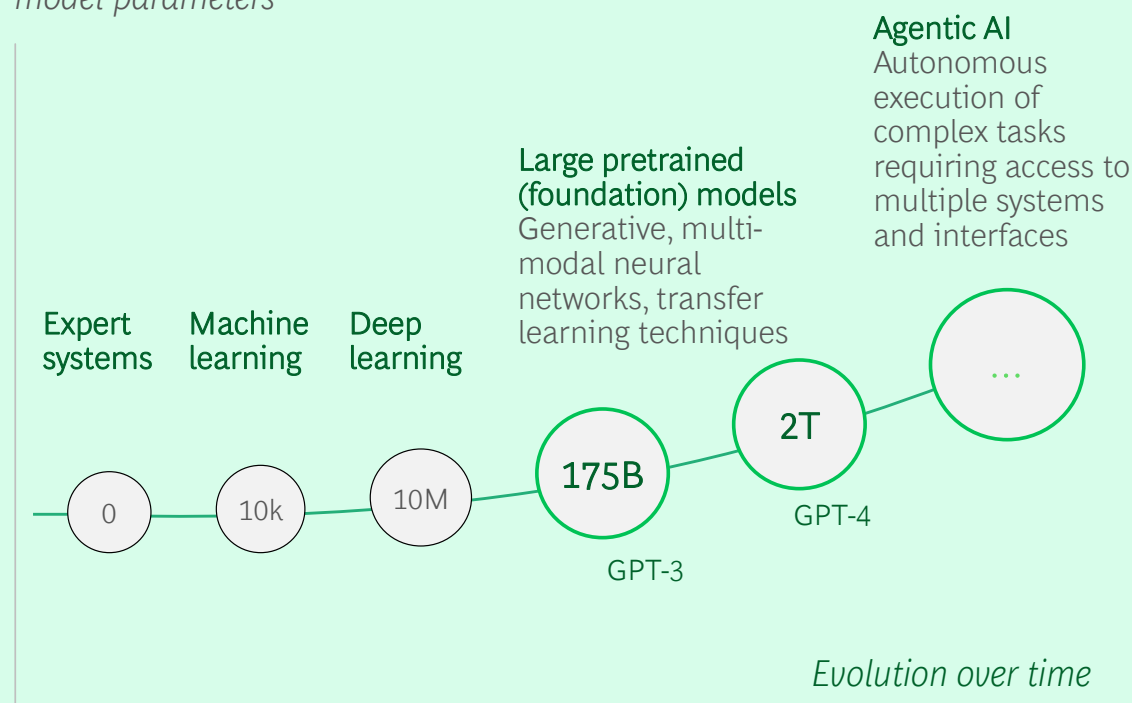 model parameters
Agentic AI
Autonomous
execution of
complex tasks
requiring access to
multiple systems
and interfaces
Large pretrained
(foundation) models
Generative, multi-
modal neural
networks, transfer
learning techniques
Expert
systems
Machine
learning
Deep
learning
0
10k
10M
175B
2T
...
GPT-3
GPT-4
Evolution over time